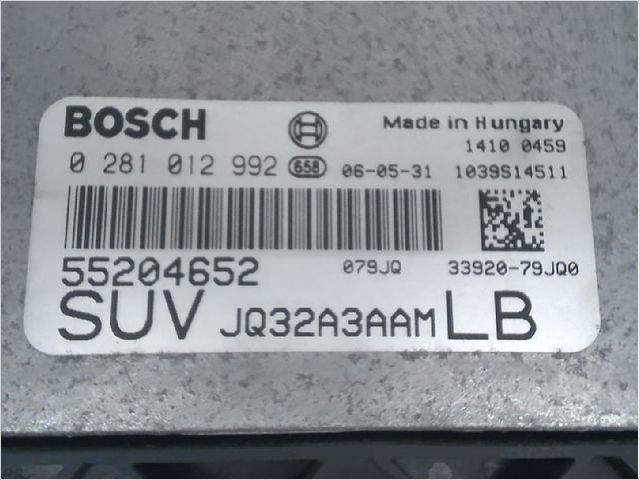 BOSCH
Made in Hungary
1410 0459
0 281 012 992 658 06-05-31 1039S14511
55204652 079JQ 33920-79JQ0
SUV JQ32A3AAM LB